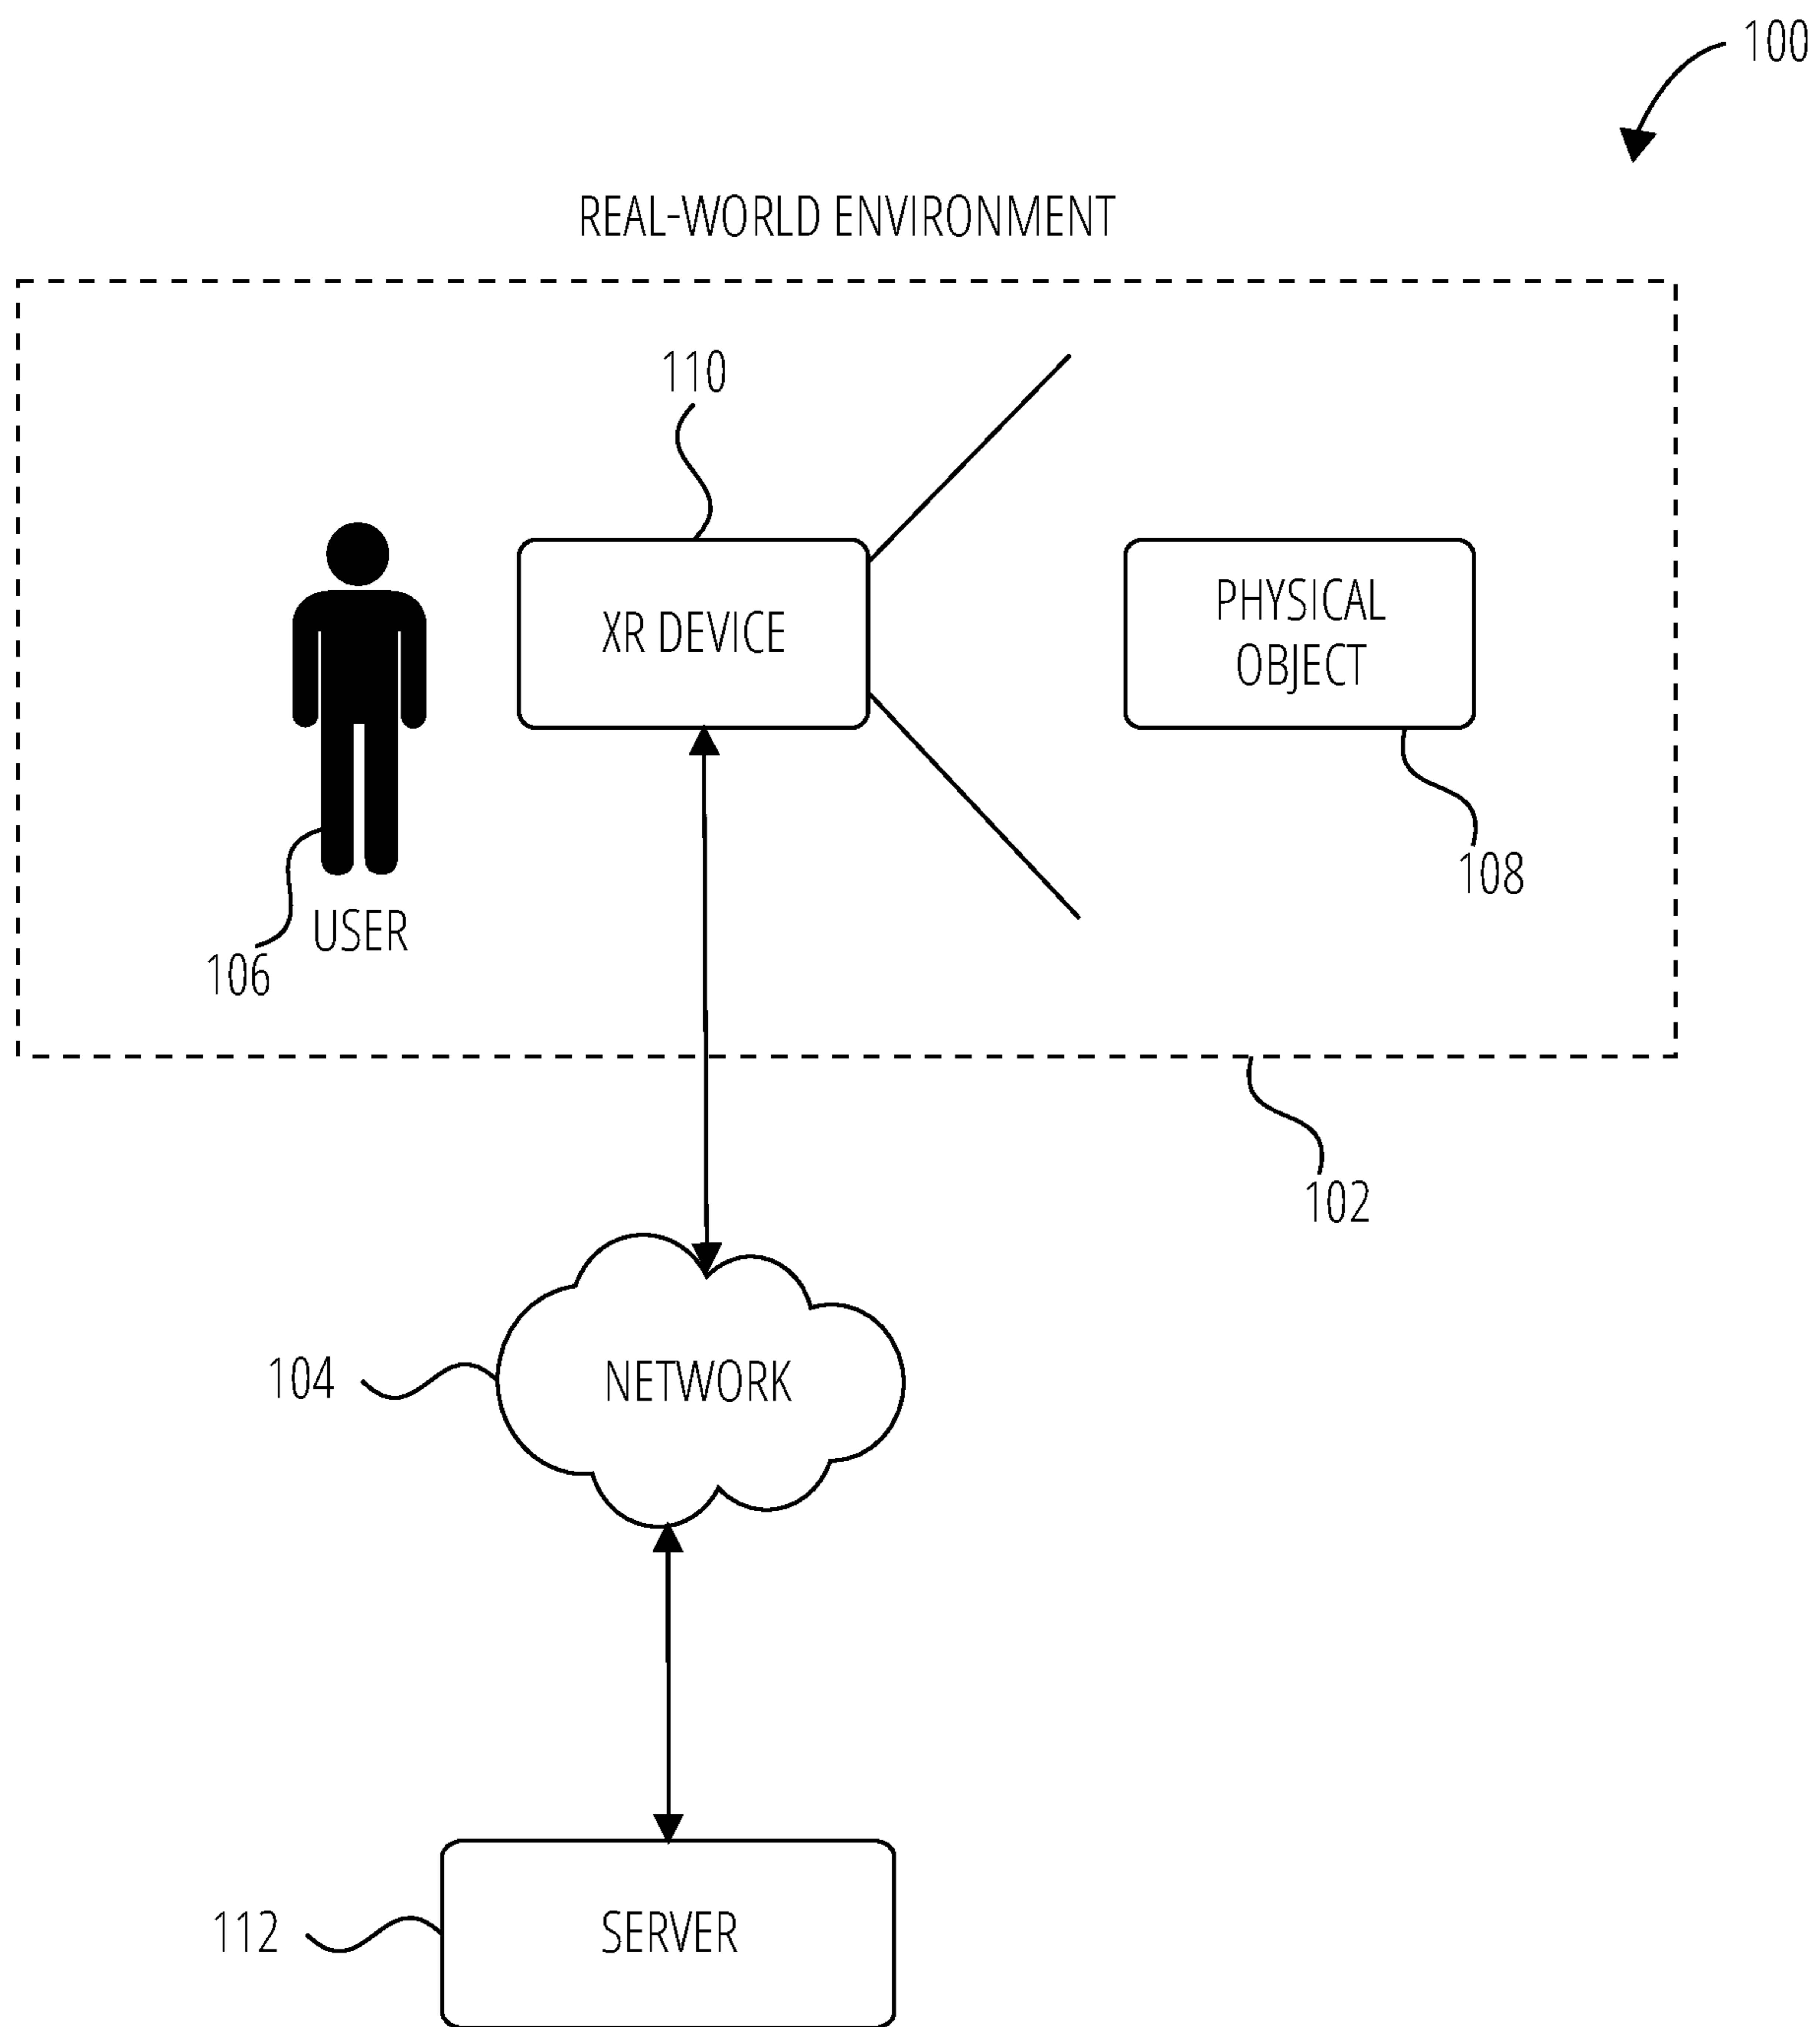 100
REAL-WORLD ENVIRONMENT
110
XR DEVICE
PHYSICAL
OBJECT
108
USER
106
102
104
NETWORK
112
SERVER